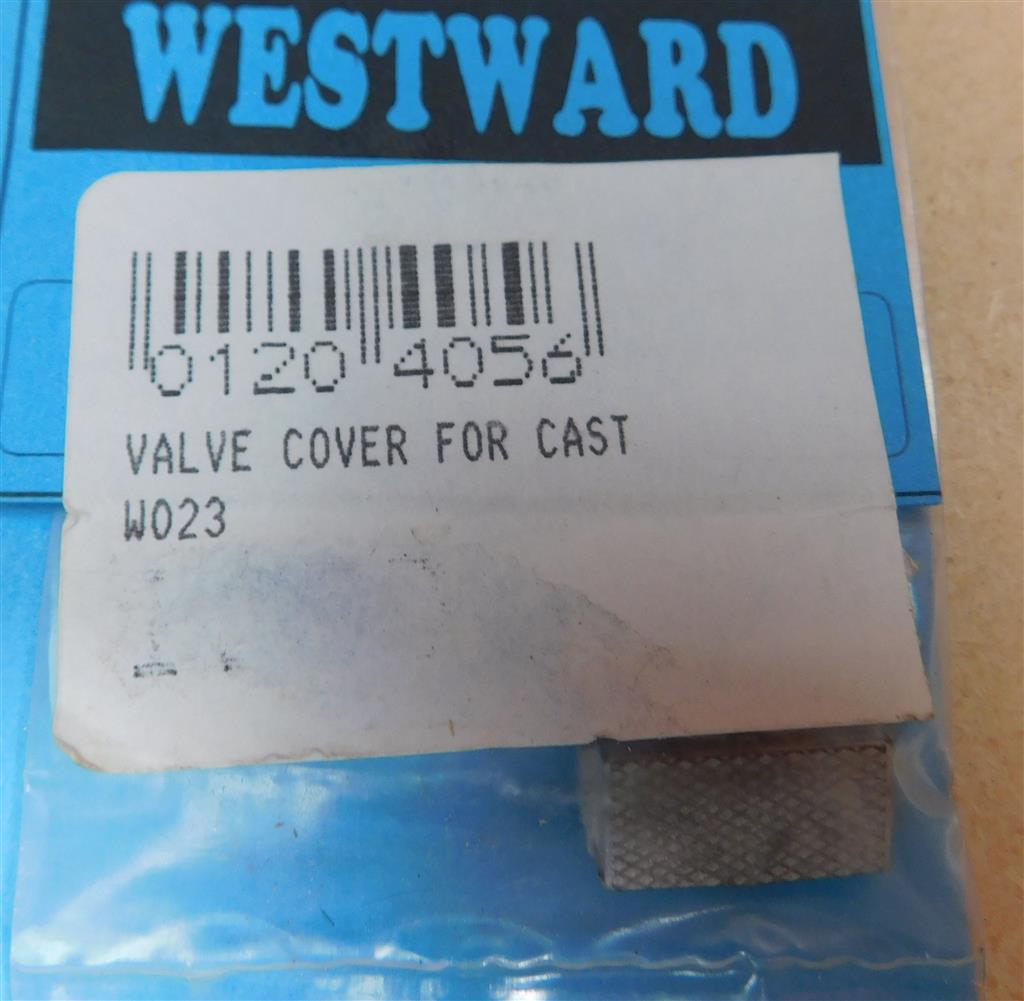 WESTWARD
0120 4056
VALVE COVER FOR CAST
W023